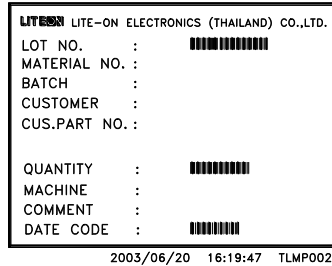 LITEON LITE-ON ELECTRONICS (THAILAND) CO.,LTD.
LOT NO. :
MATERIAL NO. :
BATCH :
CUSTOMER :
CUS.PART NO. :
QUANTITY :
MACHINE :
COMMENT :
DATE CODE :
2003/06/20 16:19:47 TLMP002